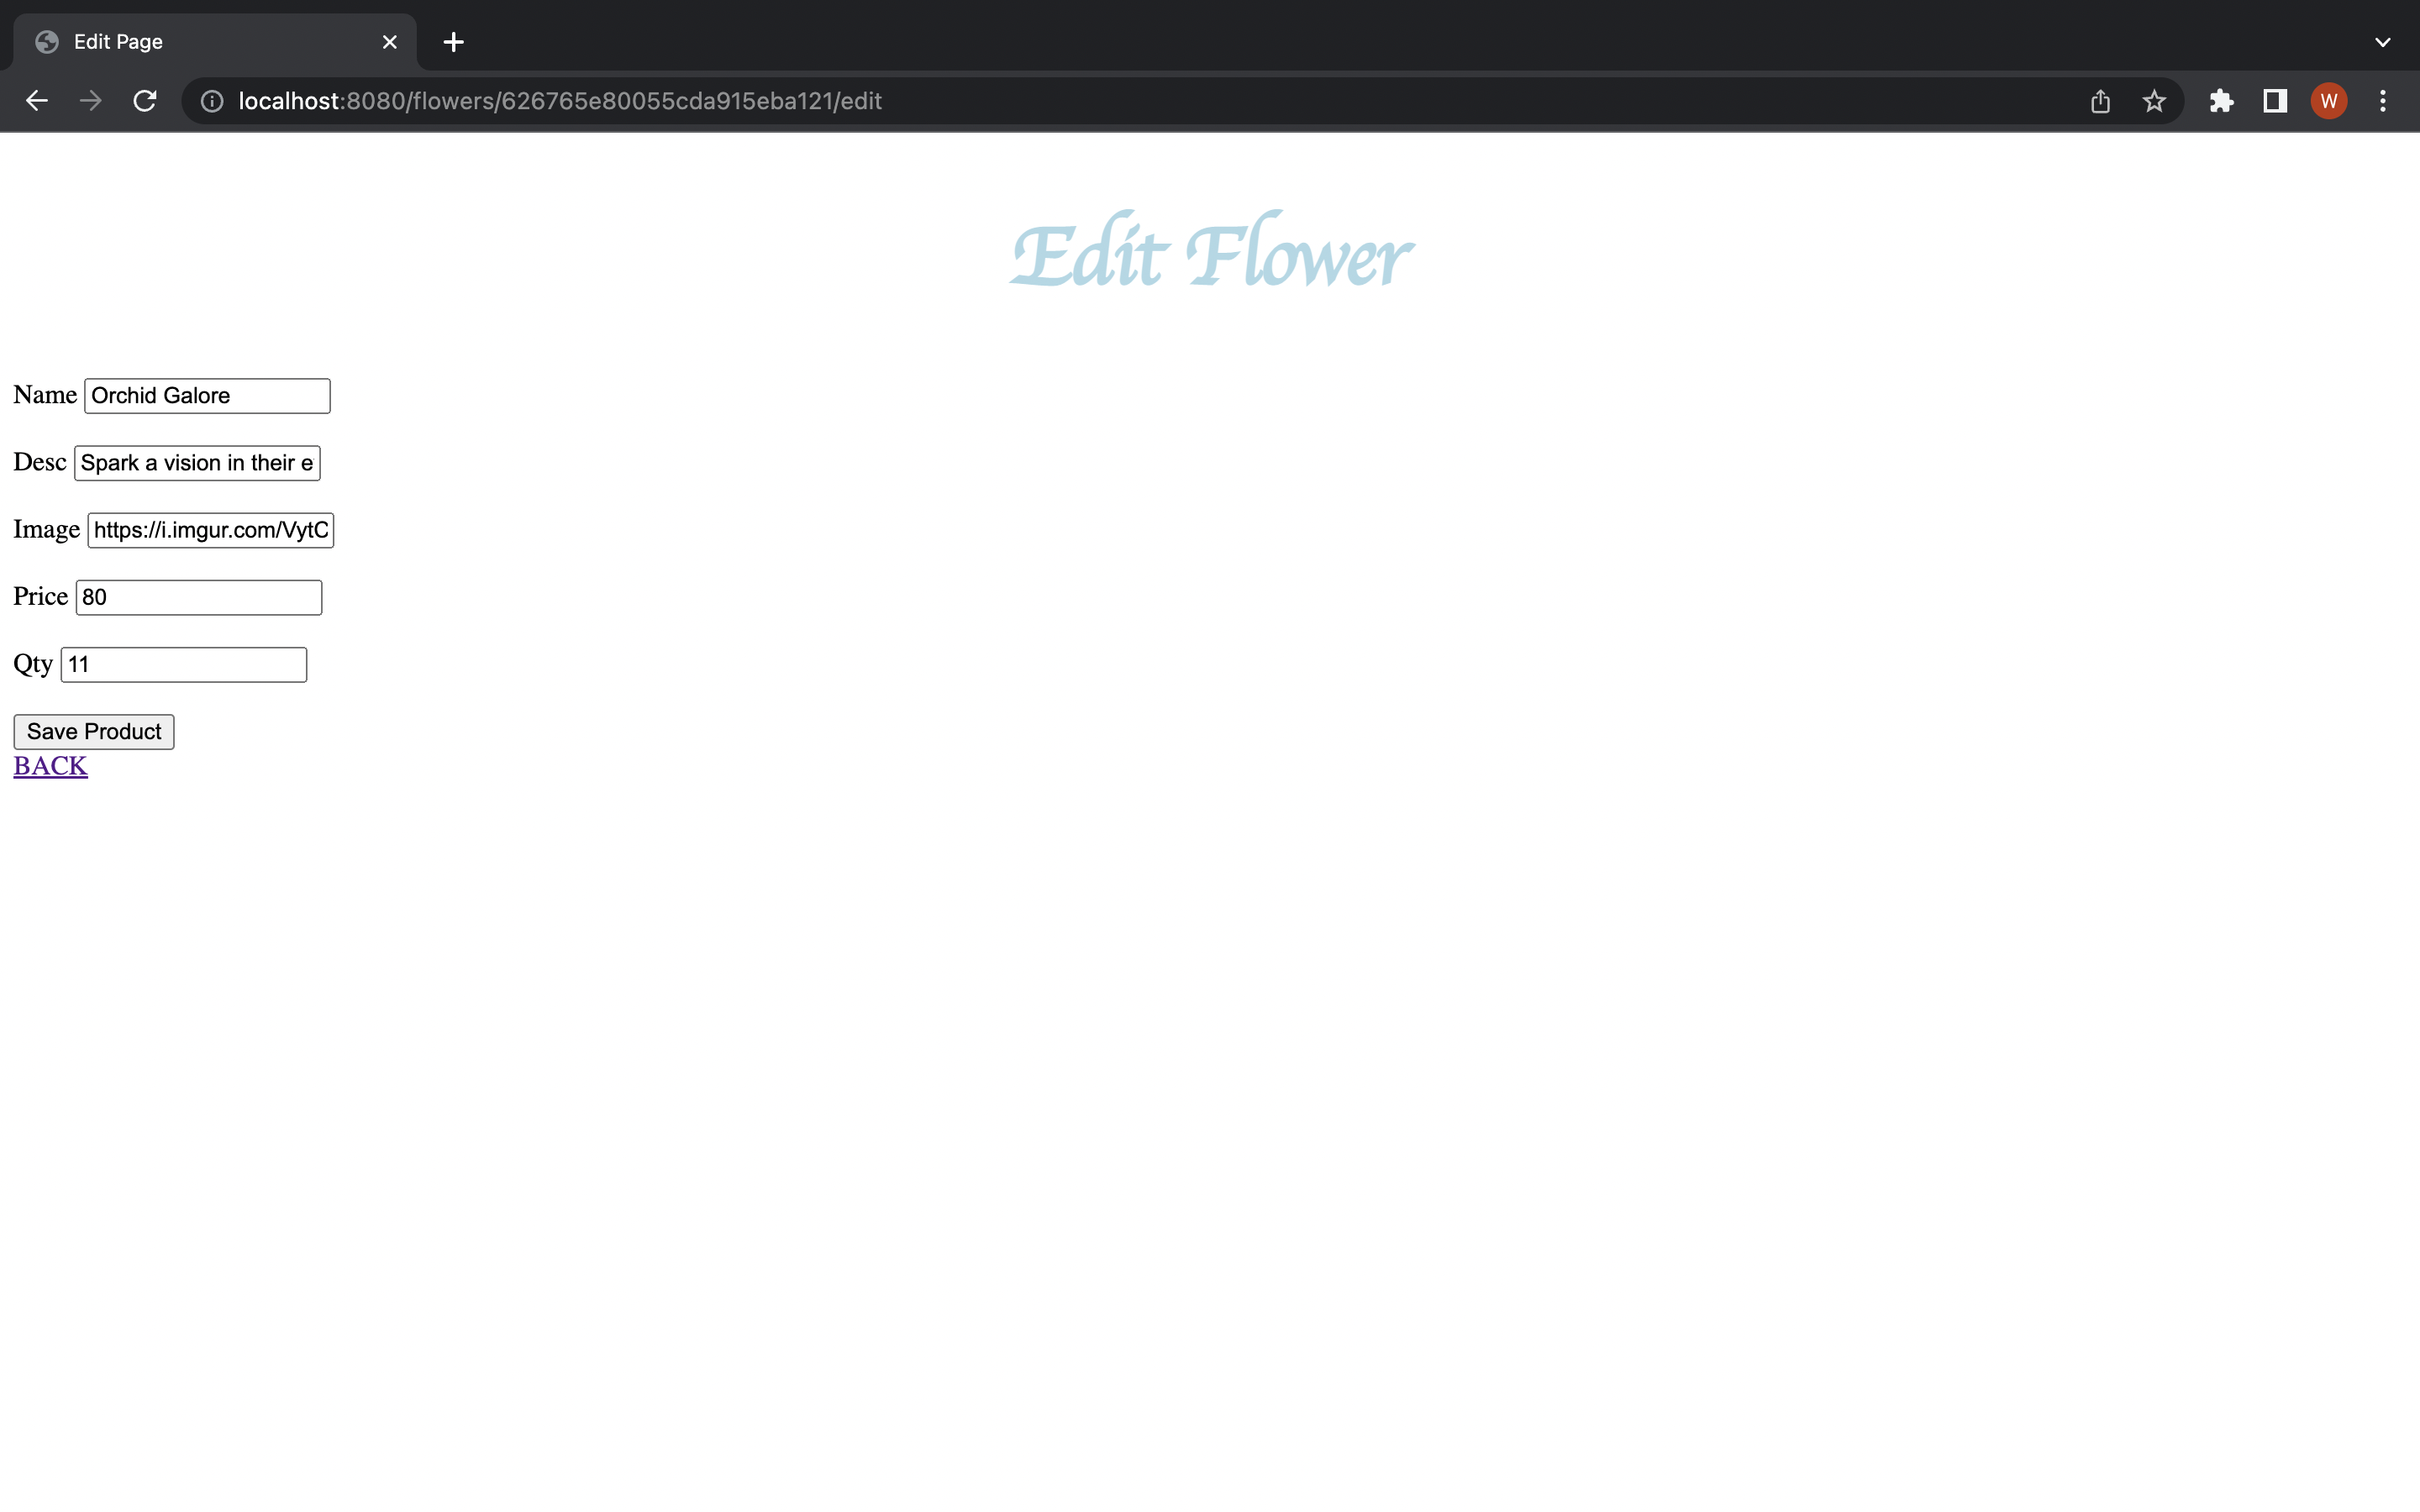 Edit Page
localhost:8080/flowers/626765e80055cda915eba121/edit
W
Edit Flower
Name Orchid Galore
Desc Spark a vision in their e
Image https://i.imgur.com/VytC
Price 80
Qty 11
Save Product
BACK